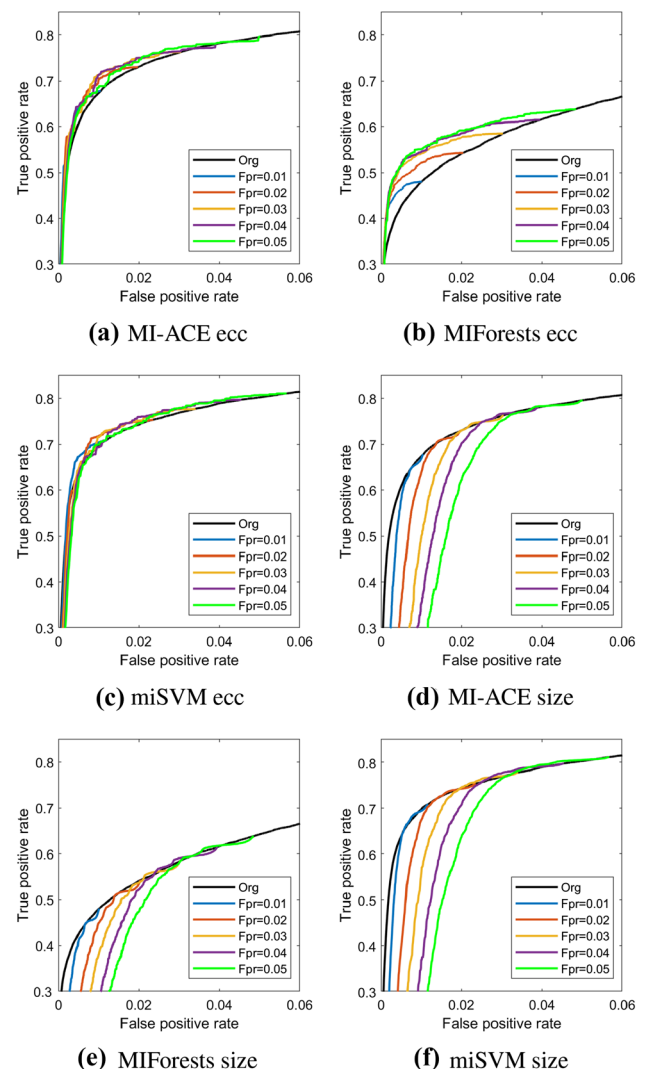 0.8
0.7
0.6
0.5
0.4
0.3
True positive rate
Org
Fpr=0.01
Fpr=0.02
Fpr=0.03
Fpr=0.04
Fpr=0.05
0 0.02 0.04 0.06
False positive rate
(a) MI-ACE ecc
0.8
0.7
0.6
0.5
0.4
0.3
True positive rate
Org
Fpr=0.01
Fpr=0.02
Fpr=0.03
Fpr=0.04
Fpr=0.05
0 0.02 0.04 0.06
False positive rate
(b) MIForests ecc
0.8
0.7
0.6
0.5
0.4
0.3
True positive rate
Org
Fpr=0.01
Fpr=0.02
Fpr=0.03
Fpr=0.04
Fpr=0.05
0 0.02 0.04 0.06
False positive rate
(c) miSVM ecc
0.8
0.7
0.6
0.5
0.4
0.3
True positive rate
Org
Fpr=0.01
Fpr=0.02
Fpr=0.03
Fpr=0.04
Fpr=0.05
0 0.02 0.04 0.06
False positive rate
(d) MI-ACE size
0.8
0.7
0.6
0.5
0.4
0.3
True positive rate
Org
Fpr=0.01
Fpr=0.02
Fpr=0.03
Fpr=0.04
Fpr=0.05
0 0.02 0.04 0.06
False positive rate
(e) MIForests size
0.8
0.7
0.6
0.5
0.4
0.3
True positive rate
Org
Fpr=0.01
Fpr=0.02
Fpr=0.03
Fpr=0.04
Fpr=0.05
0 0.02 0.04 0.06
False positive rate
(f) miSVM size